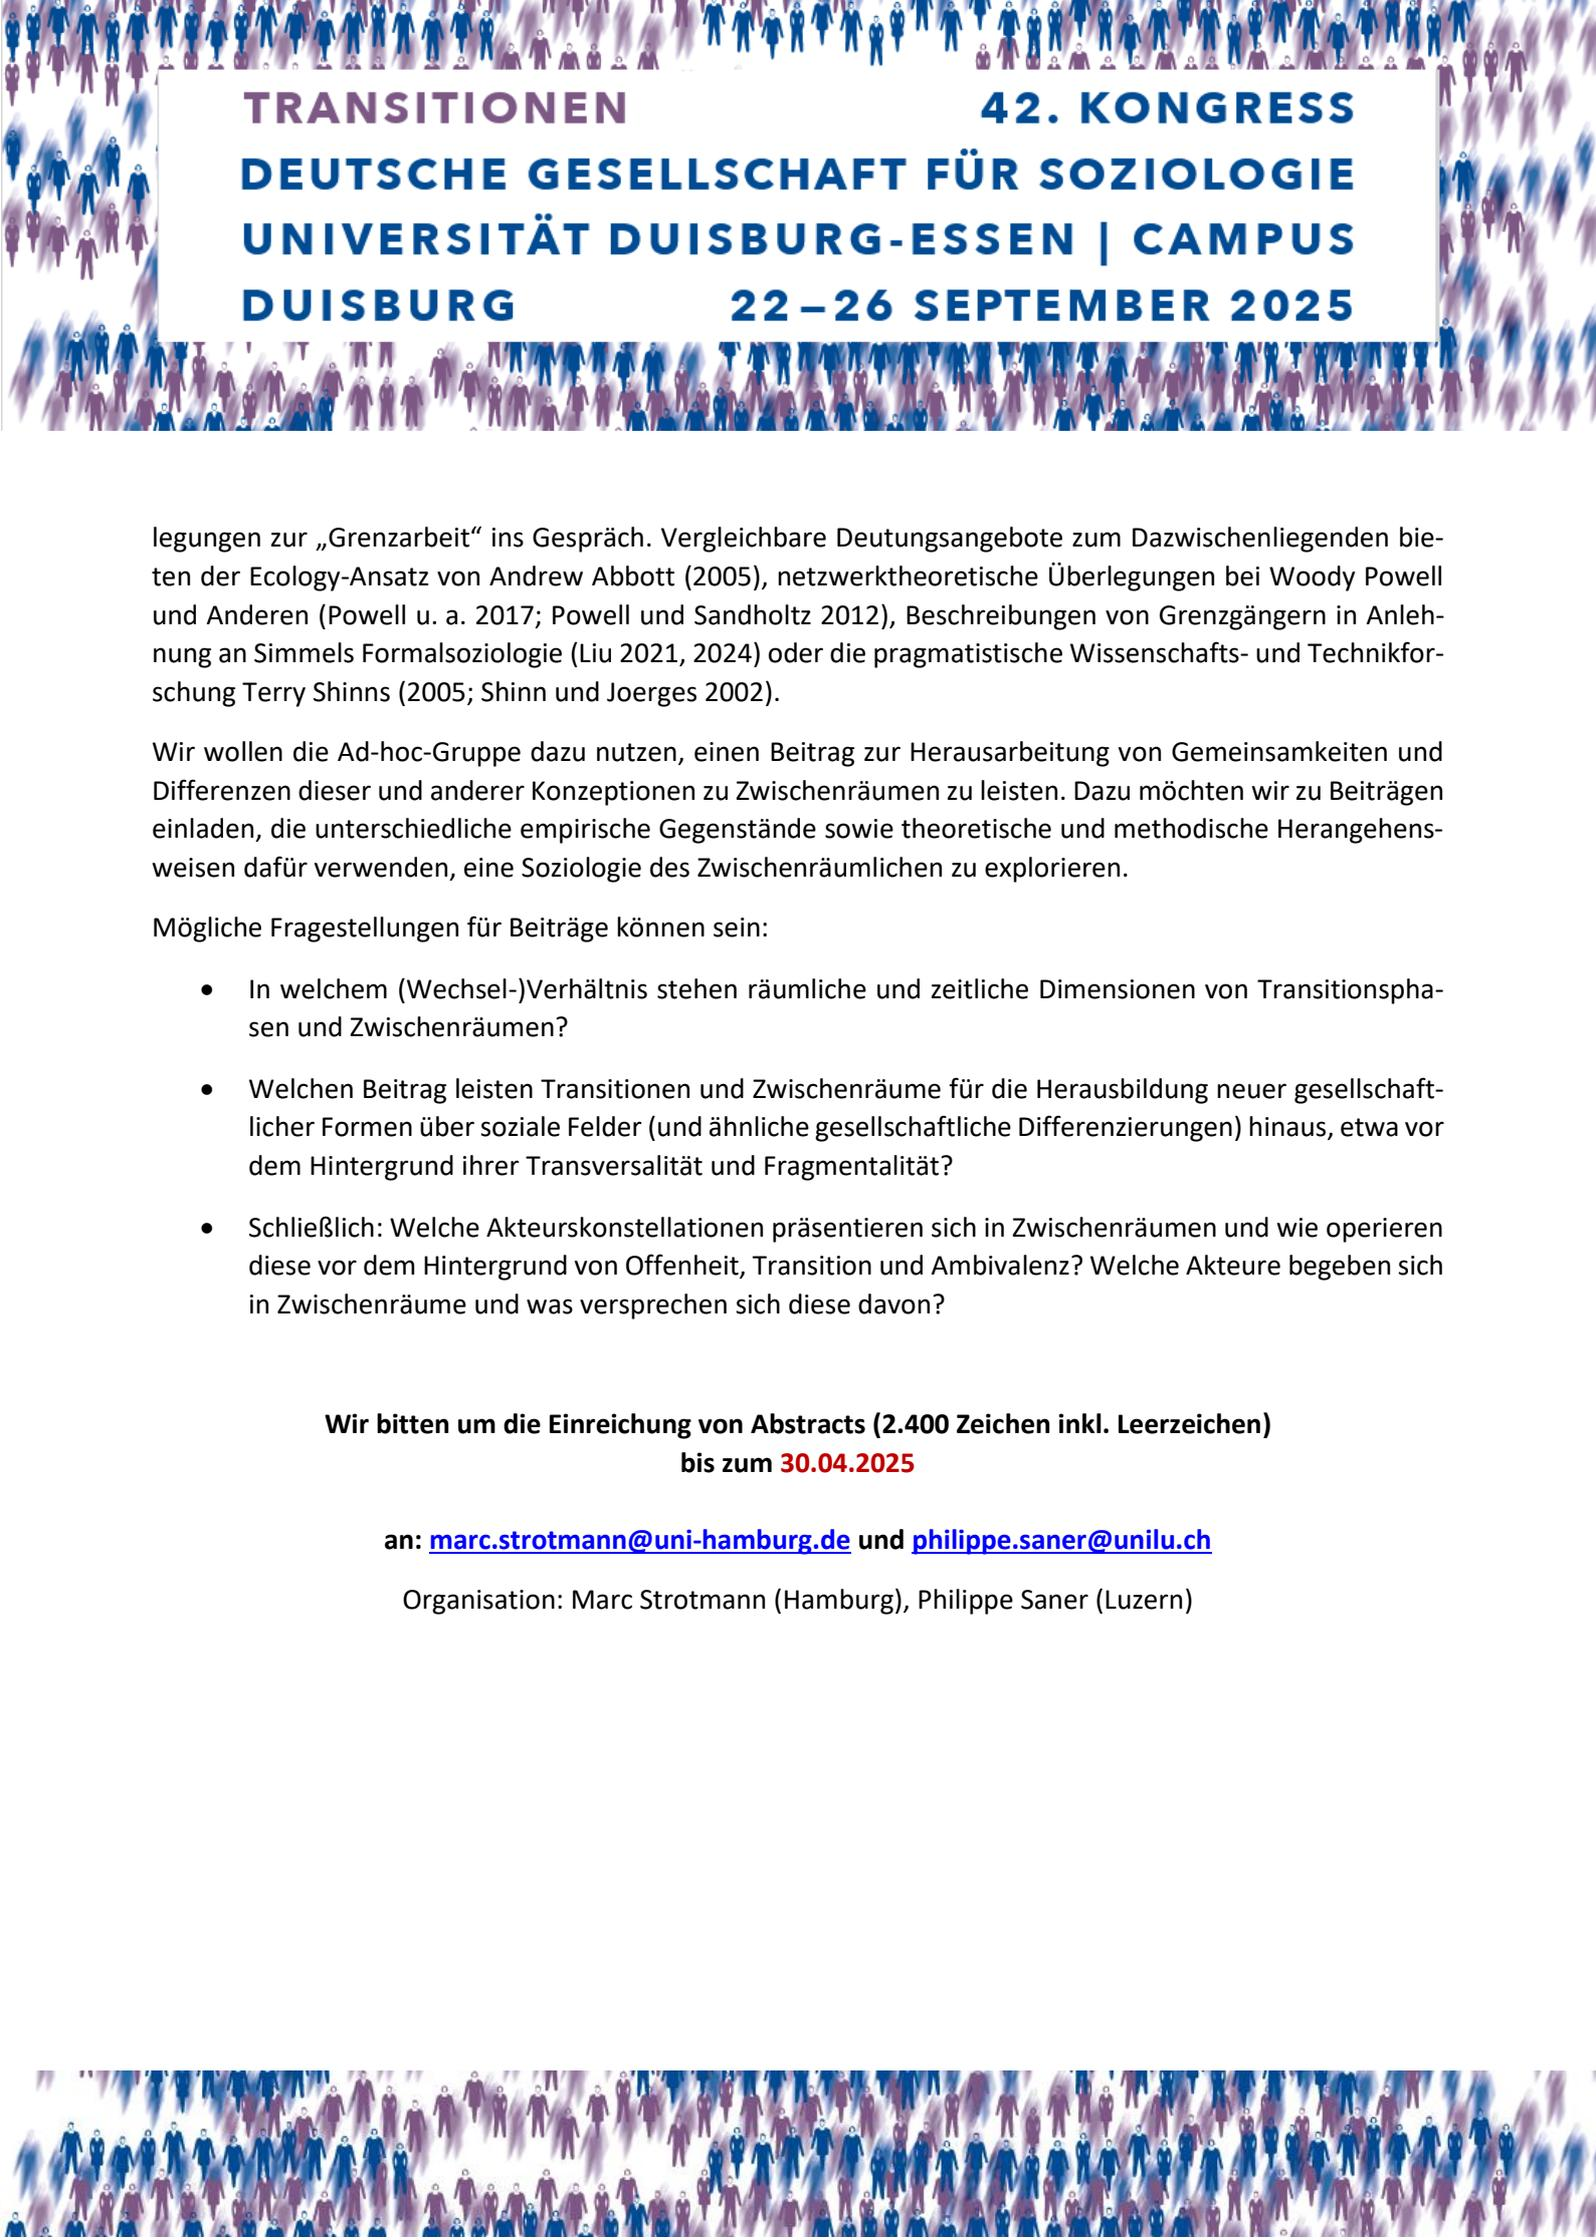 TRANSITIONEN 42. KONGRESS
DEUTSCHE GESELLSCHAFT FÜR SOZIOLOGIE
UNIVERSITÄT DUISBURG-ESSEN | CAMPUS
DUISBURG 22–26 SEPTEMBER 2025
legungen zur „Grenzarbeit“ ins Gespräch. Vergleichbare Deutungsangebote zum Dazwischenliegenden bie-
ten der Ecology-Ansatz von Andrew Abbott (2005), netzwerktheoretische Überlegungen bei Woody Powell
und Anderen (Powell u. a. 2017; Powell und Sandholtz 2012), Beschreibungen von Grenzgängern in Anleh-
nung an Simmels Formalsoziologie (Liu 2021, 2024) oder die pragmatistische Wissenschafts- und Technikfor-
schung Terry Shinns (2005; Shinn und Joerges 2002).
Wir wollen die Ad-hoc-Gruppe dazu nutzen, einen Beitrag zur Herausarbeitung von Gemeinsamkeiten und
Differenzen dieser und anderer Konzeptionen zu Zwischenräumen zu leisten. Dazu möchten wir zu Beiträgen
einladen, die unterschiedliche empirische Gegenstände sowie theoretische und methodische Herangehens-
weisen dafür verwenden, eine Soziologie des Zwischenräumlichen zu explorieren.
Mögliche Fragestellungen für Beiträge können sein:
• In welchem (Wechsel-)Verhältnis stehen räumliche und zeitliche Dimensionen von Transitionspha-
sen und Zwischenräumen?
• Welchen Beitrag leisten Transitionen und Zwischenräume für die Herausbildung neuer gesellschaft-
licher Formen über soziale Felder (und ähnliche gesellschaftliche Differenzierungen) hinaus, etwa vor
dem Hintergrund ihrer Transversalität und Fragmentalität?
• Schließlich: Welche Akteurskonstellationen präsentieren sich in Zwischenräumen und wie operieren
diese vor dem Hintergrund von Offenheit, Transition und Ambivalenz? Welche Akteure begeben sich
in Zwischenräume und was versprechen sich diese davon?
Wir bitten um die Einreichung von Abstracts (2.400 Zeichen inkl. Leerzeichen)
bis zum 30.04.2025
an: marc.strotmann@uni-hamburg.de und philippe.saner@unilu.ch
Organisation: Marc Strotmann (Hamburg), Philippe Saner (Luzern)